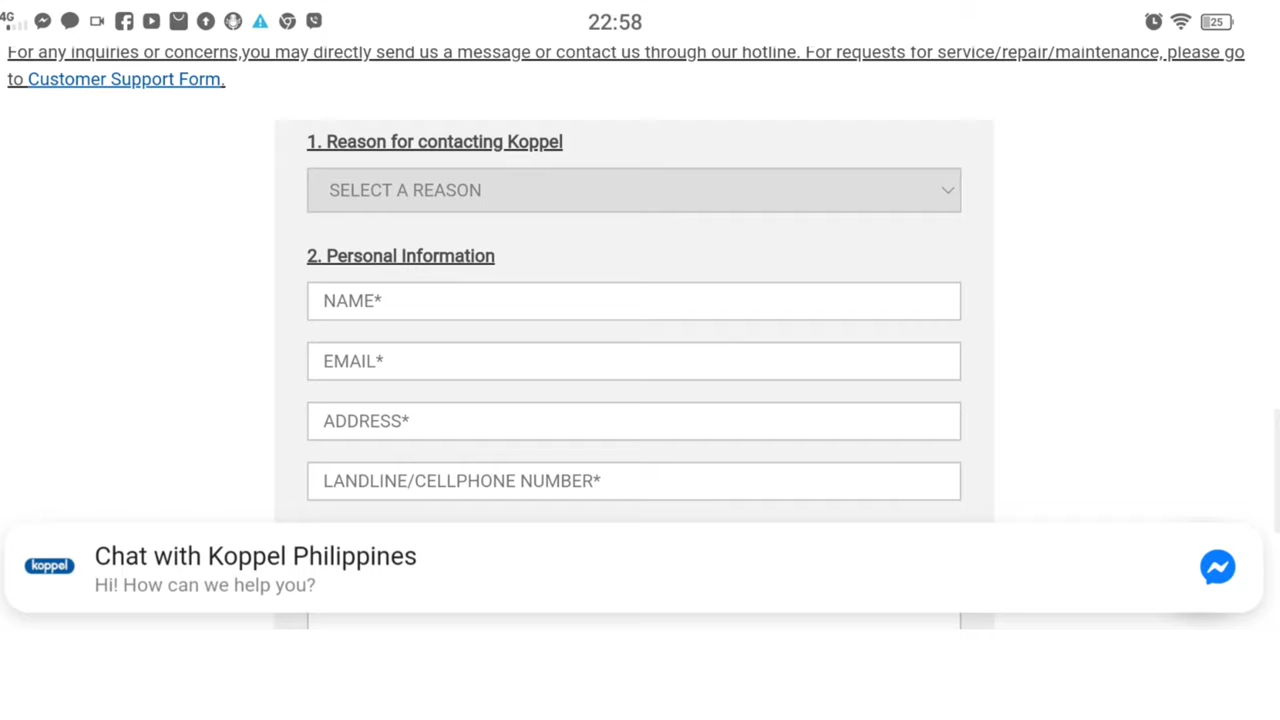 4G
22:58
25
For any inquiries or concerns,you may directly send us a message or contact us through our hotline. For requests for service/repair/maintenance, please go
to Customer Support Form.
1. Reason for contacting Koppel
SELECT A REASON
2. Personal Information
NAME*
EMAIL*
ADDRESS*
LANDLINE/CELLPHONE NUMBER*
koppel
Chat with Koppel Philippines
Hi! How can we help you?